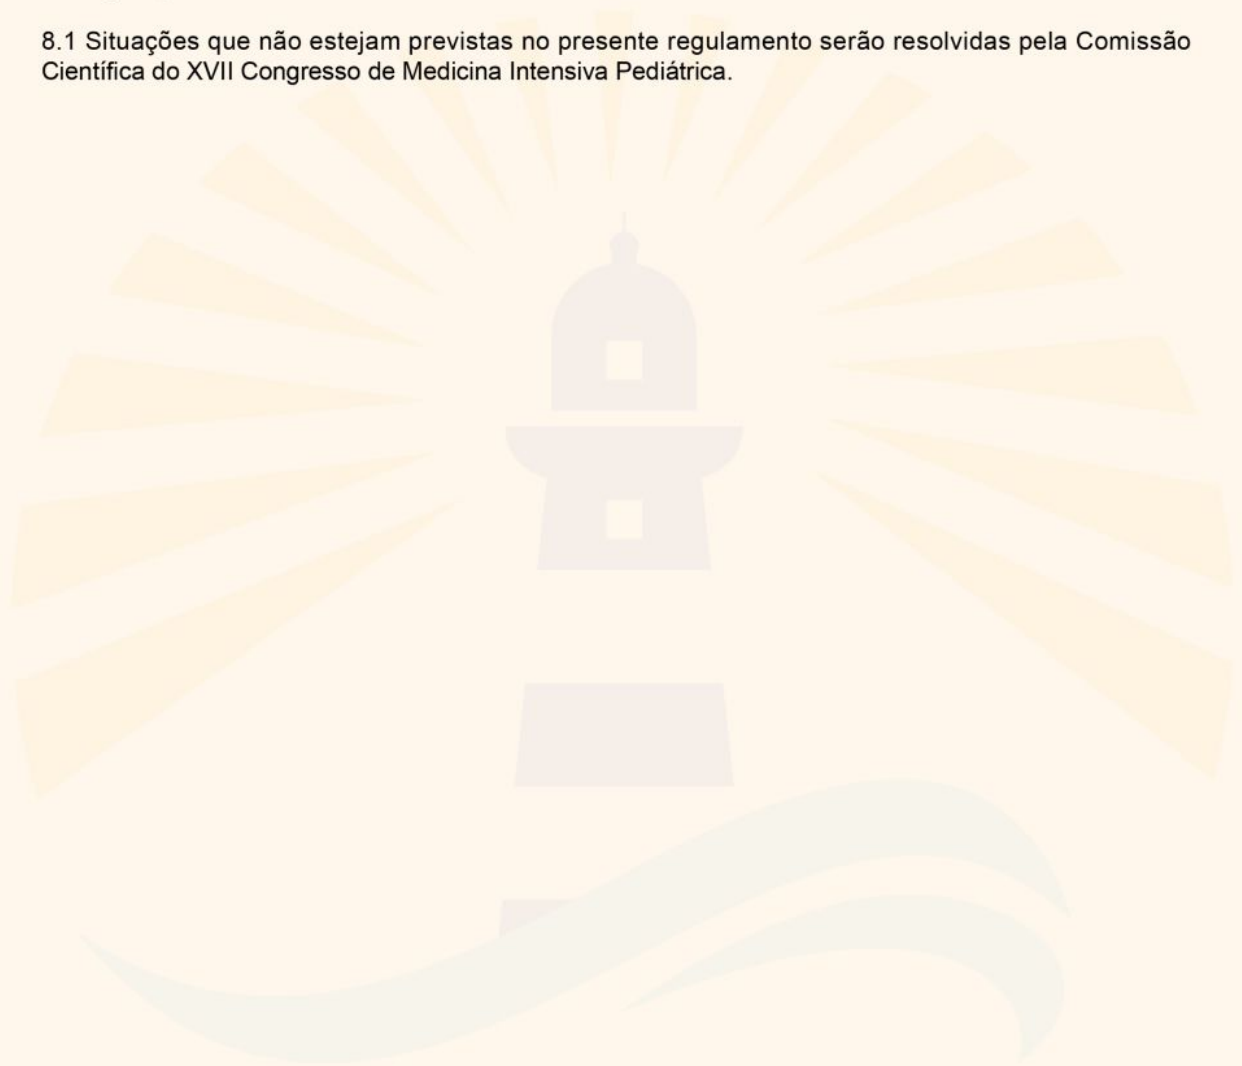 8.1 Situações que não estejam previstas no presente regulamento serão resolvidas pela Comissão
Científica do XVII Congresso de Medicina Intensiva Pediátrica.